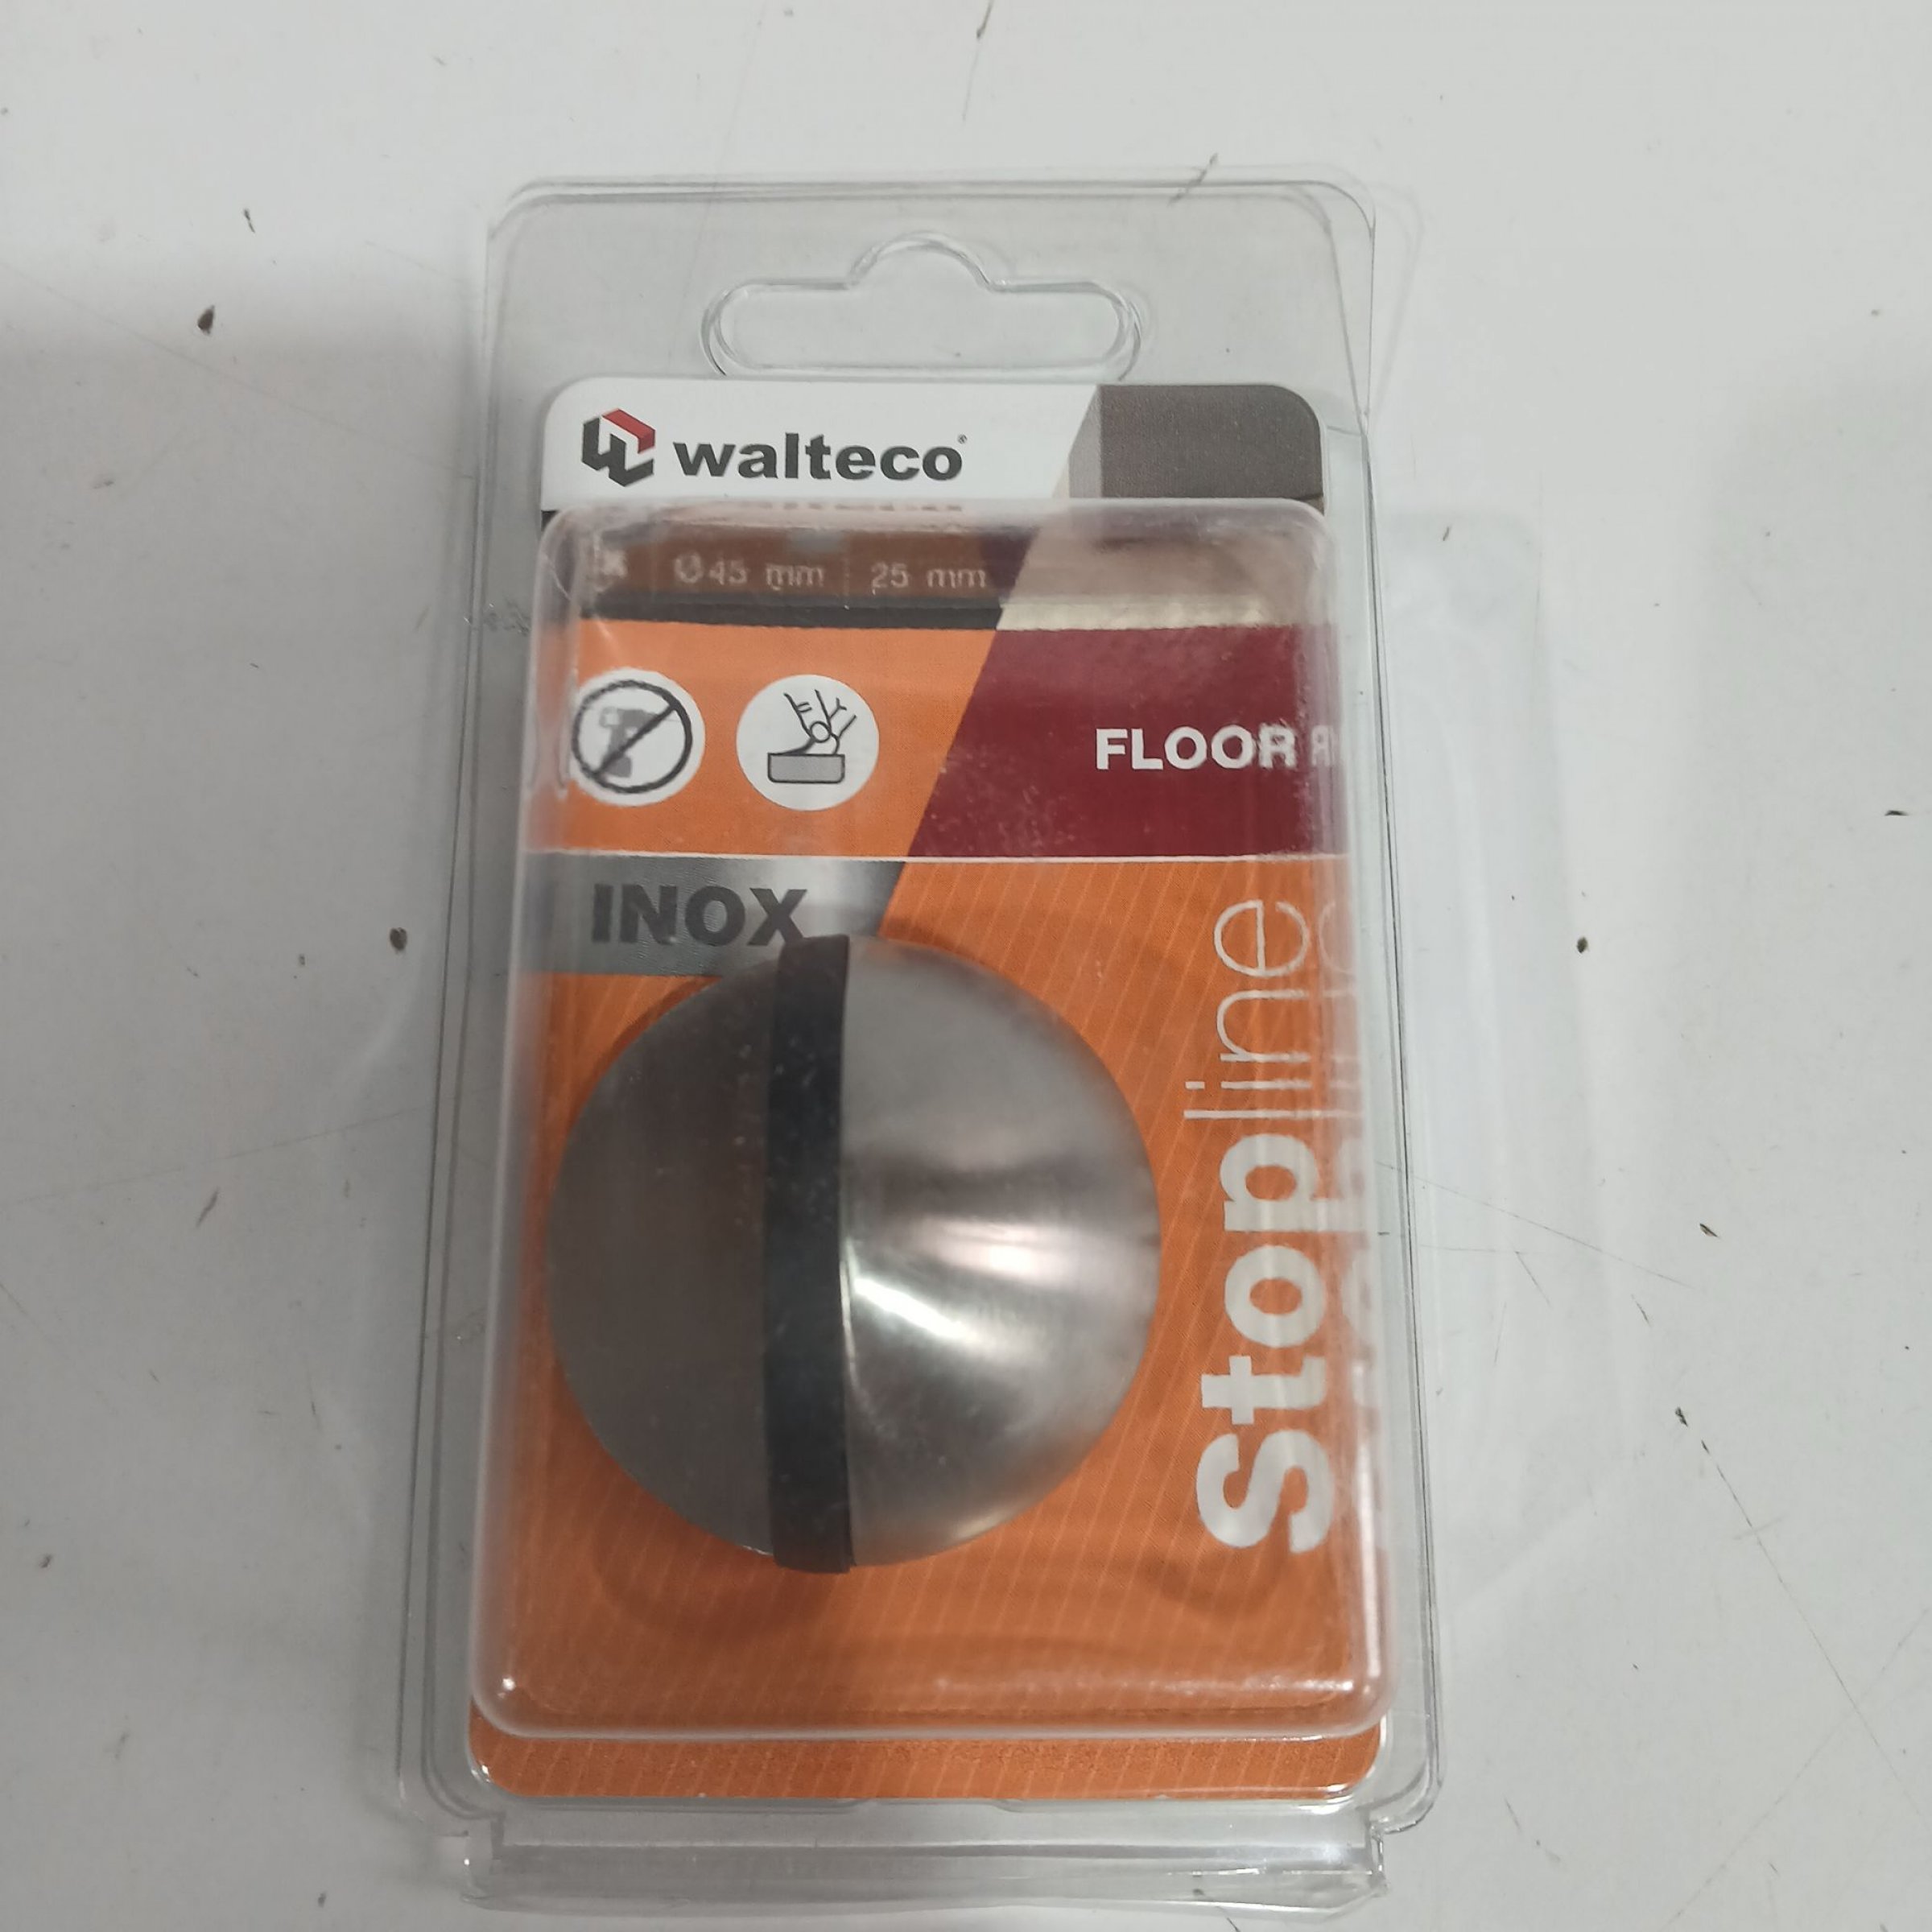 walteco®
Ø45 mm 25 mm
FLOOR
INOX
Stopline